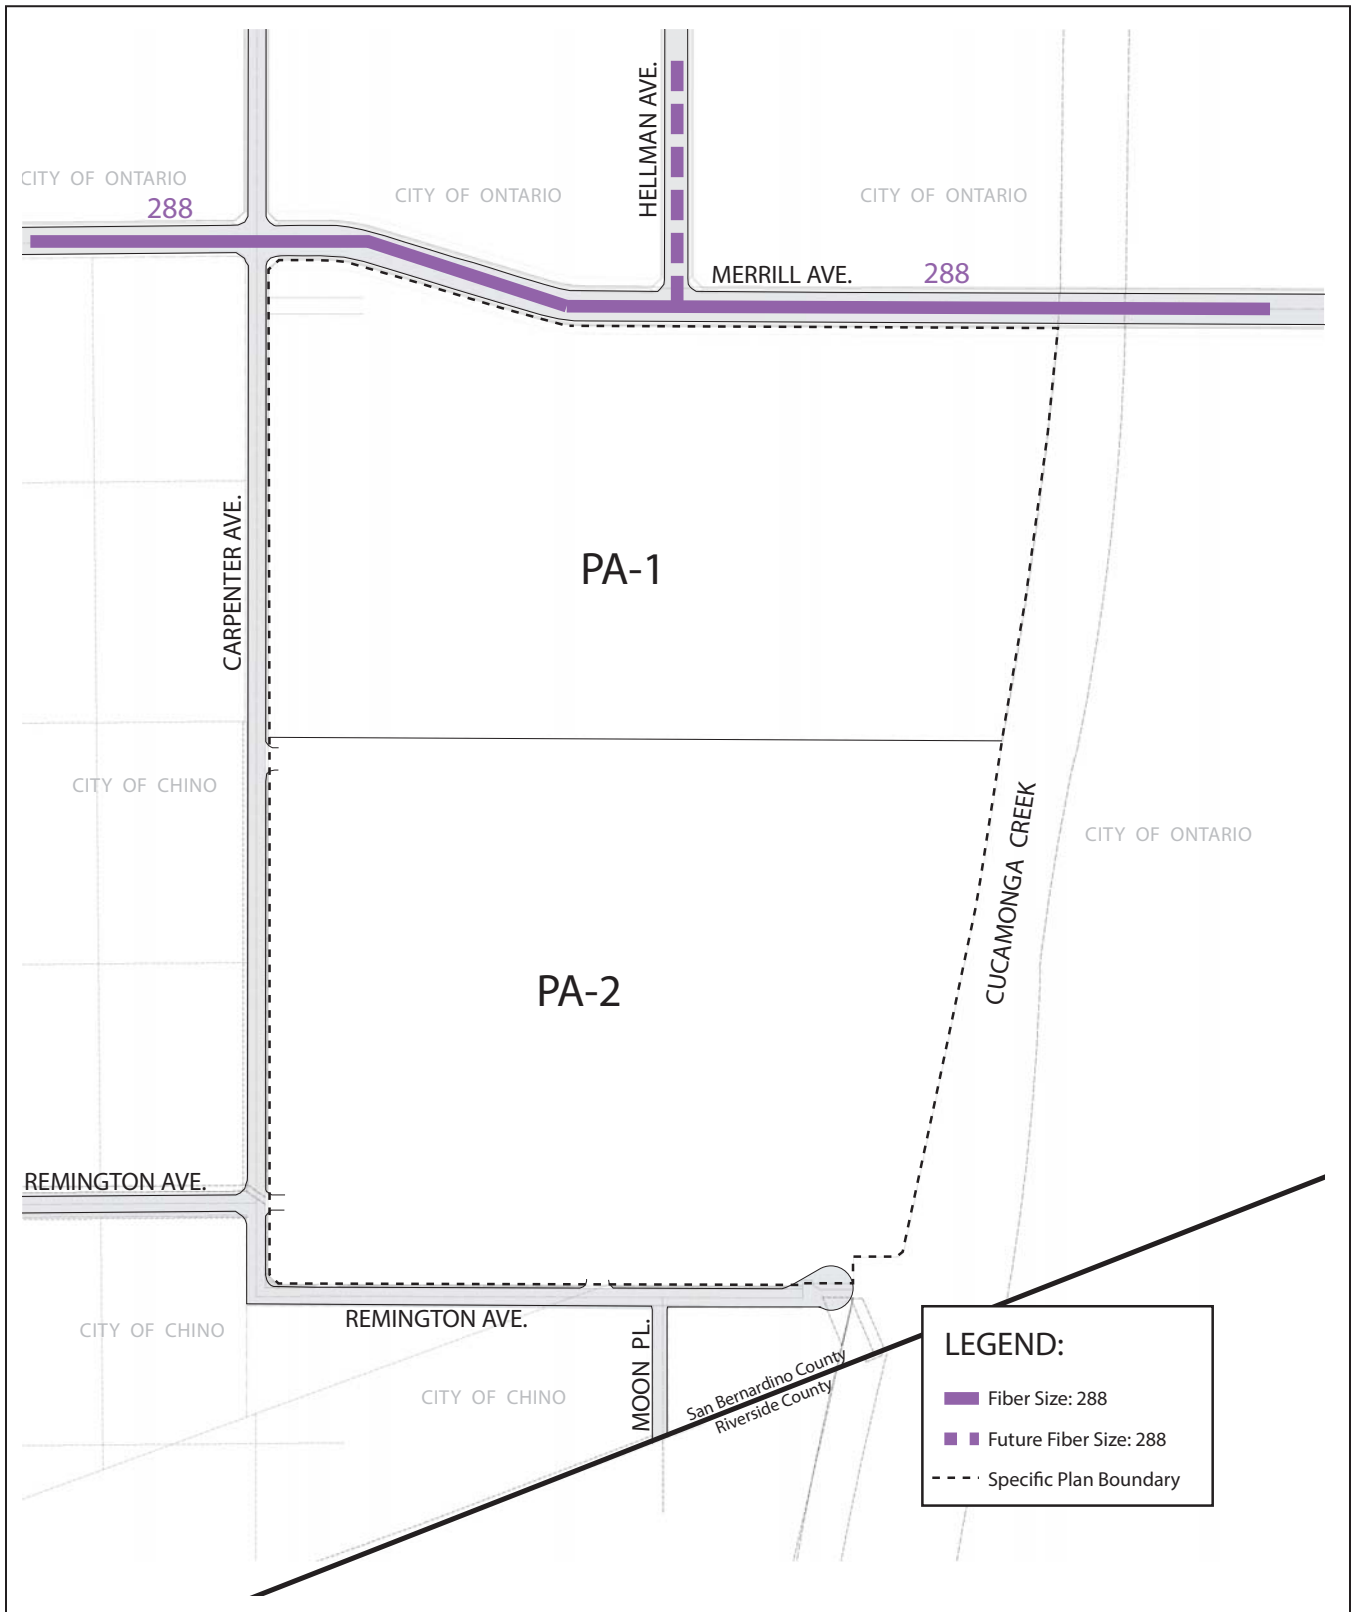 HELLMAN AVE.
CITY OF ONTARIO
288
CITY OF ONTARIO
CITY OF ONTARIO
MERRILL AVE.
288
CARPENTER AVE.
PA-1
CITY OF CHINO
CUCAMONGA CREEK
CITY OF ONTARIO
PA-2
REMINGTON AVE.
REMINGTON AVE.
CITY OF CHINO
MOON PL.
CITY OF CHINO
San Bernardino County
Riverside County
LEGEND:
Fiber Size: 288
Future Fiber Size: 288
Specific Plan Boundary